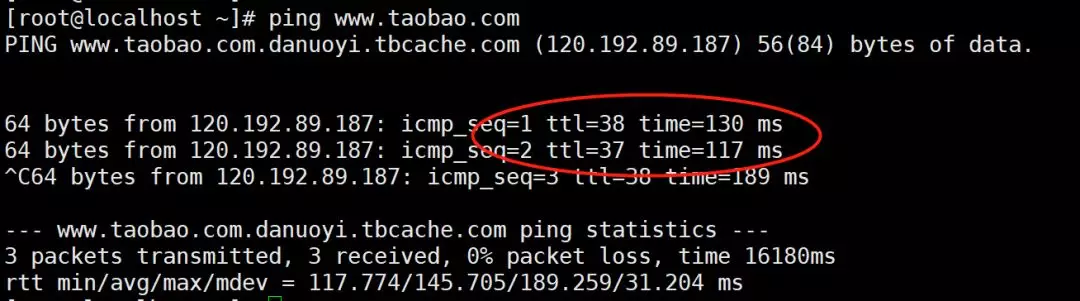 [root@localhost ~]# ping www.taobao.com
PING www.taobao.com.danuoyi.tbcache.com (120.192.89.187) 56(84) bytes of data.
64 bytes from 120.192.89.187: icmp_seq=1 ttl=38 time=130 ms
64 bytes from 120.192.89.187: icmp_seq=2 ttl=37 time=117 ms
^C64 bytes from 120.192.89.187: icmp_seq=3 ttl=38 time=189 ms
--- www.taobao.com.danuoyi.tbcache.com ping statistics ---
3 packets transmitted, 3 received, 0% packet loss, time 16180ms
rtt min/avg/max/mdev = 117.774/145.705/189.259/31.204 ms